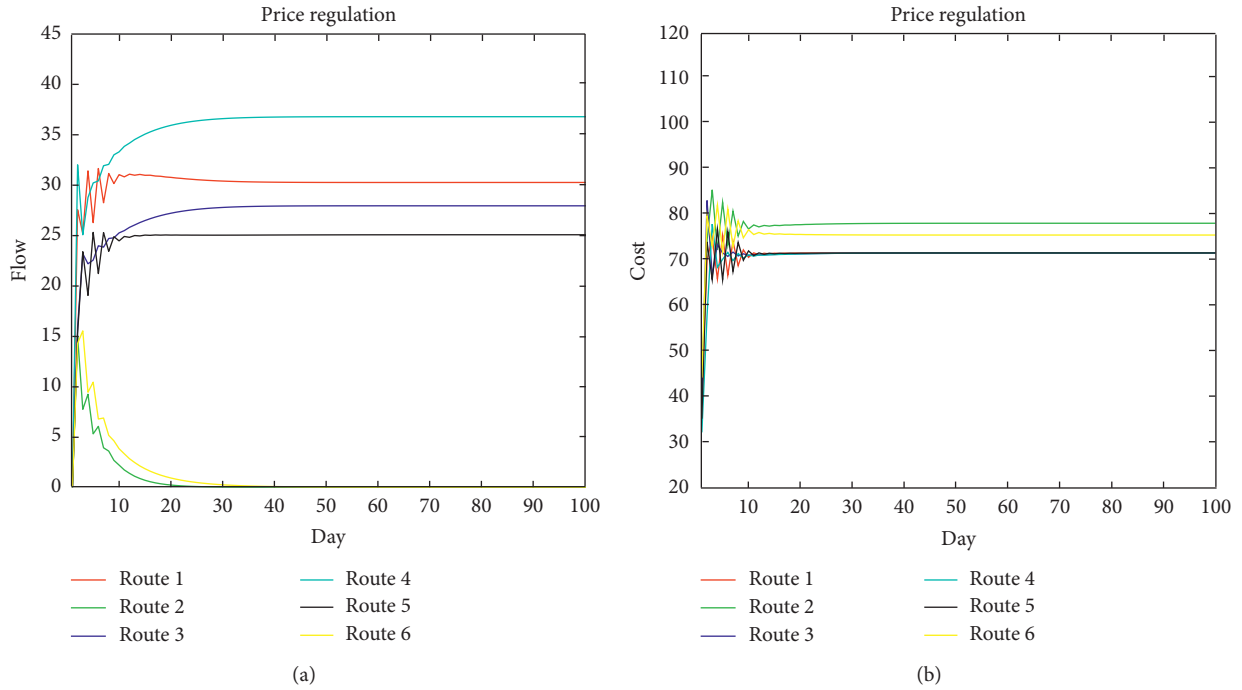 Price regulation
45
40
35
30
25
20
15
10
5
0
Flow
10 20 30 40 50 60 70 80 90 100
Day
Route 1
Route 2
Route 3
Route 4
Route 5
Route 6
(a)
Price regulation
120
110
100
90
80
70
60
50
40
30
20
Cost
10 20 30 40 50 60 70 80 90 100
Day
Route 1
Route 2
Route 3
Route 4
Route 5
Route 6
(b)